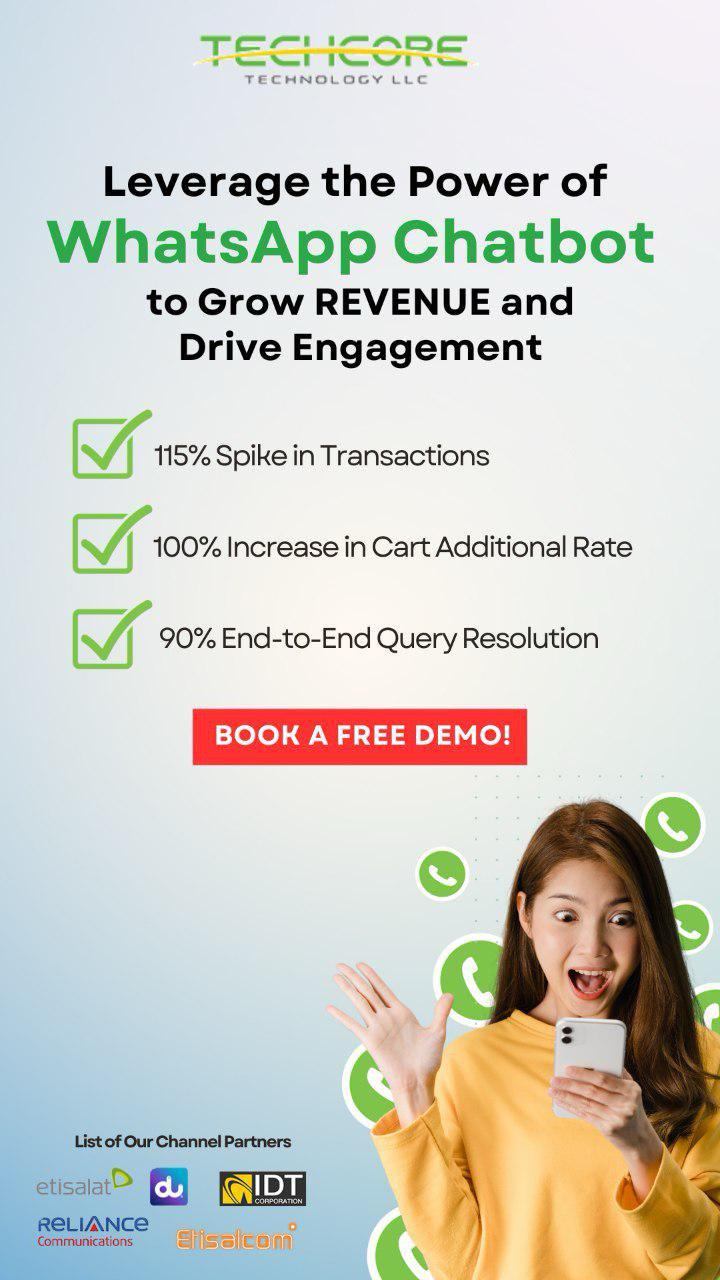 TECHCORE
TECHNOLOGY LLC
Leverage the Power of
WhatsApp Chatbot
to Grow REVENUE and
Drive Engagement
115% Spike in Transactions
100% Increase in Cart Additional Rate
90% End-to-End Query Resolution
BOOK A FREE DEMO!
List of Our Channel Partners
etisalat du IDT
CORPORATION
RELIANCE
Communications
Etisalcom